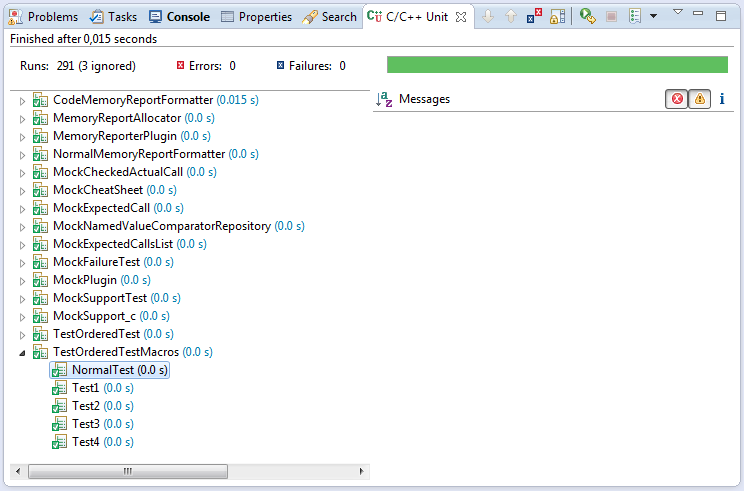 Problems Tasks Console Properties Search C/C++ Unit
Finished after 0,015 seconds
Runs: 291 (3 ignored) Errors: 0 Failures: 0
Messages
CodeMemoryReportFormatter (0.015 s)
MemoryReportAllocator (0.0 s)
MemoryReporterPlugin (0.0 s)
NormalMemoryReportFormatter (0.0 s)
MockCheckedActualCall (0.0 s)
MockCheatSheet (0.0 s)
MockExpectedCall (0.0 s)
MockNamedValueComparatorRepository (0.0 s)
MockExpectedCallsList (0.0 s)
MockFailureTest (0.0 s)
MockPlugin (0.0 s)
MockSupportTest (0.0 s)
MockSupport_c (0.0 s)
TestOrderedTest (0.0 s)
TestOrderedTestMacros (0.0 s)
NormalTest (0.0 s)
Test1 (0.0 s)
Test2 (0.0 s)
Test3 (0.0 s)
Test4 (0.0 s)